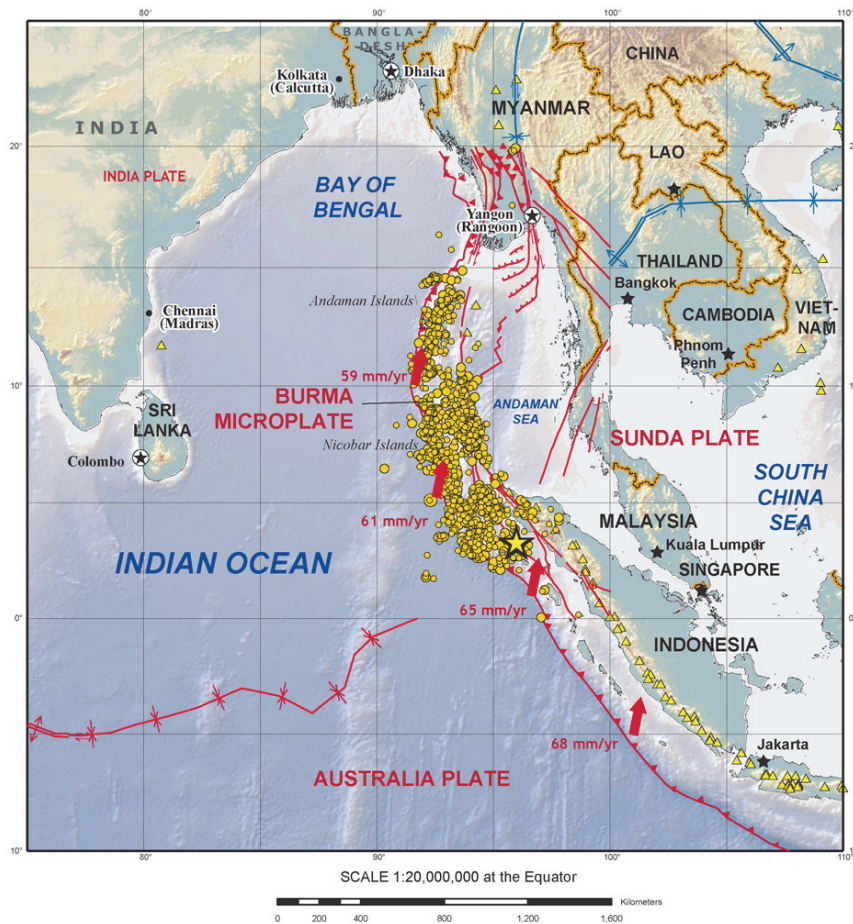 110°
BANGLA-
DESH
Dhaka
CHINA
Kolkata
(Calcutta)
MYANMAR
INDIA
20°
LAO
INDIA PLATE
BAY OF
BENGAL
Yangon
(Rangoon)
THAILAND
Bangkok
Andaman Islands
Chennai
(Madras)
CAMBODIA
VIET-
NAM
Phnom
Penh
59 mm/yr
10°
BURMA
MICROPLATE
ANDAMAN
SEA
SRI
LANKA
Nicobar Islands
SUNDA PLATE
Colombo
SOUTH
CHINA
SEA
61 mm/yr
MALAYSIA
Kuala Lumpur
INDIAN OCEAN
SINGAPORE
65 mm/yr
0°
INDONESIA
68 mm/yr
Jakarta
AUSTRALIA PLATE
10°
80°
90°
100°
110°
SCALE 1:20,000,000 at the Equator
Kilometers
0 200 400 800 1,200 1,600